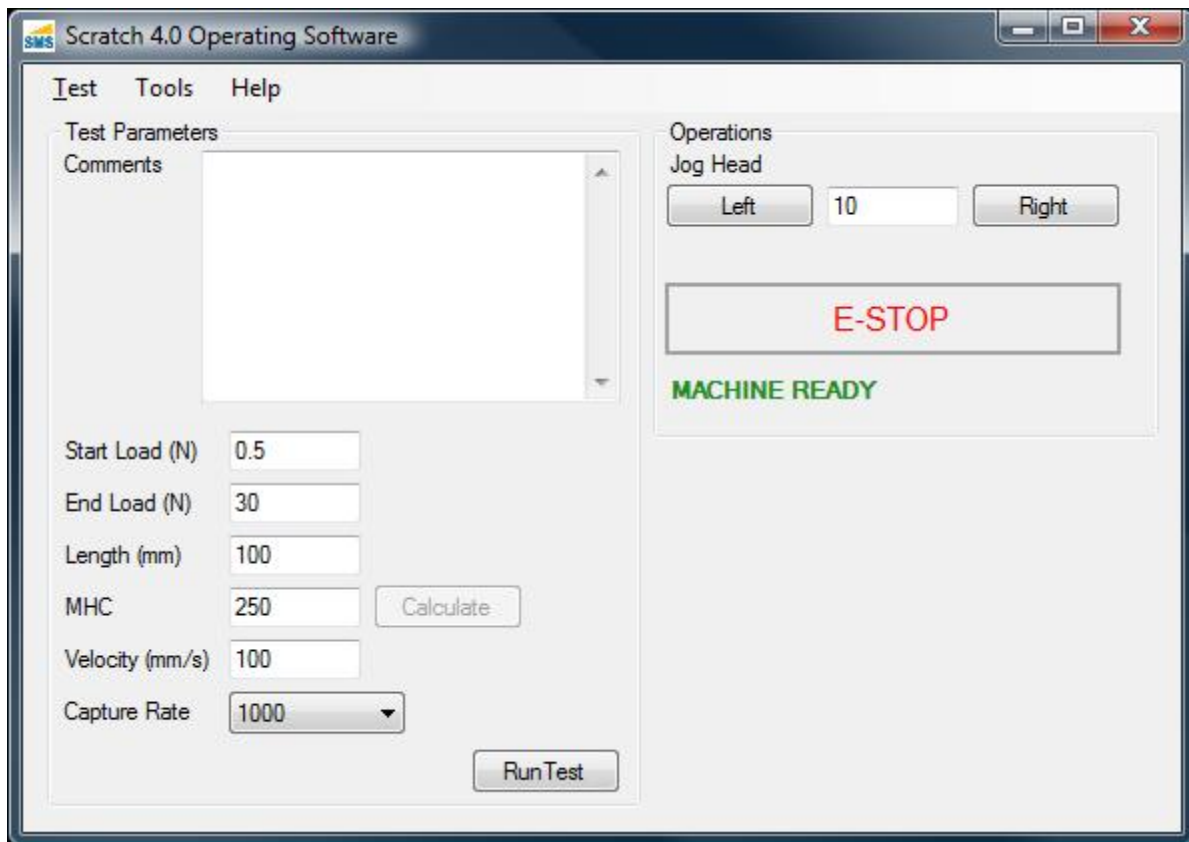 SMS Scratch 4.0 Operating Software
Test Tools Help
Test Parameters
Comments
Start Load (N) 0.5
End Load (N) 30
Length (mm) 100
MHC 250 Calculate
Velocity (mm/s) 100
Capture Rate 1000
RunTest
Operations
Jog Head
Left 10 Right
E-STOP
MACHINE READY